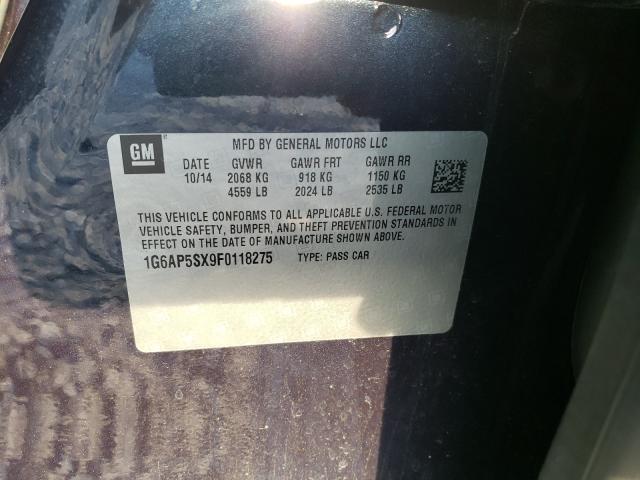 GM
MFD BY GENERAL MOTORS LLC
DATE GVWR GAWR FRT GAWR RR
10/14 2068 KG 918 KG 1150 KG
4559 LB 2024 LB 2535 LB
THIS VEHICLE CONFORMS TO ALL APPLICABLE U.S. FEDERAL MOTOR
VEHICLE SAFETY, BUMPER, AND THEFT PREVENTION STANDARDS IN
EFFECT ON THE DATE OF MANUFACTURE SHOWN ABOVE.
1G6AP5SX9F0118275 TYPE: PASS CAR